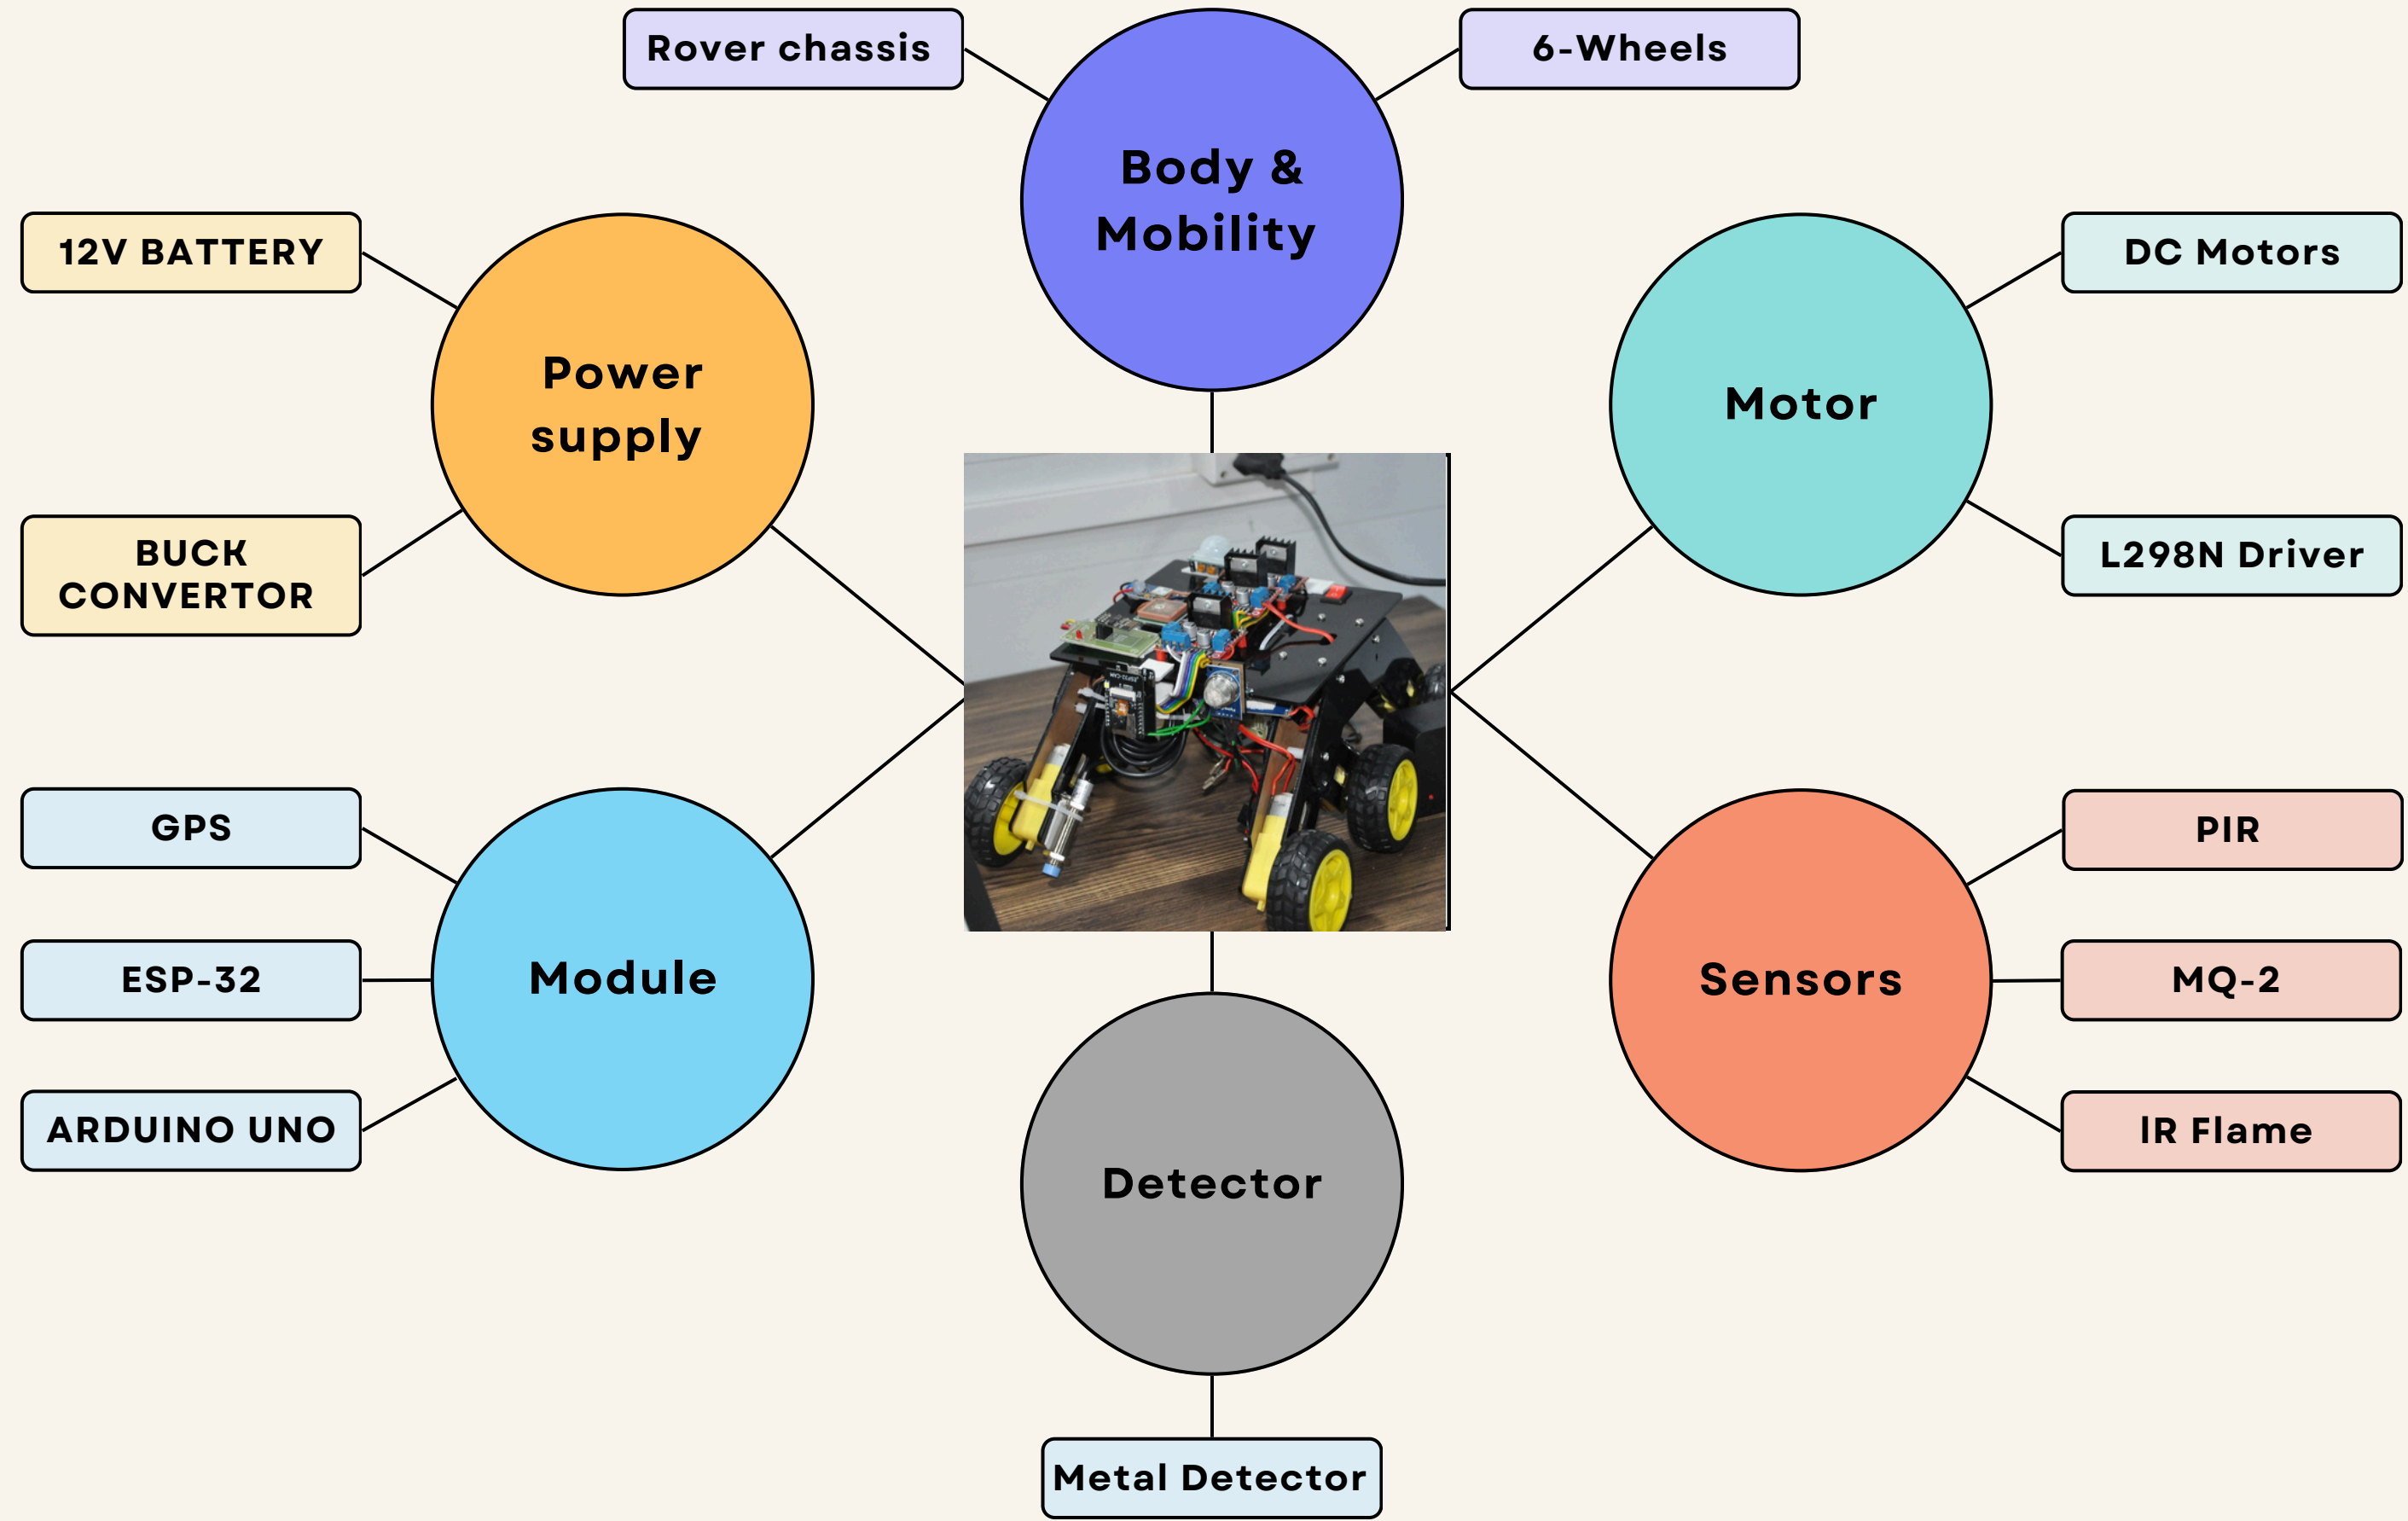 Rover chassis
6-Wheels
Body &
Mobility
12V BATTERY
Power
supply
BUCK
CONVERTOR
Motor
DC Motors
L298N Driver
GPS
ESP-32
ARDUINO UNO
Module
Sensors
PIR
MQ-2
IR Flame
Detector
Metal Detector